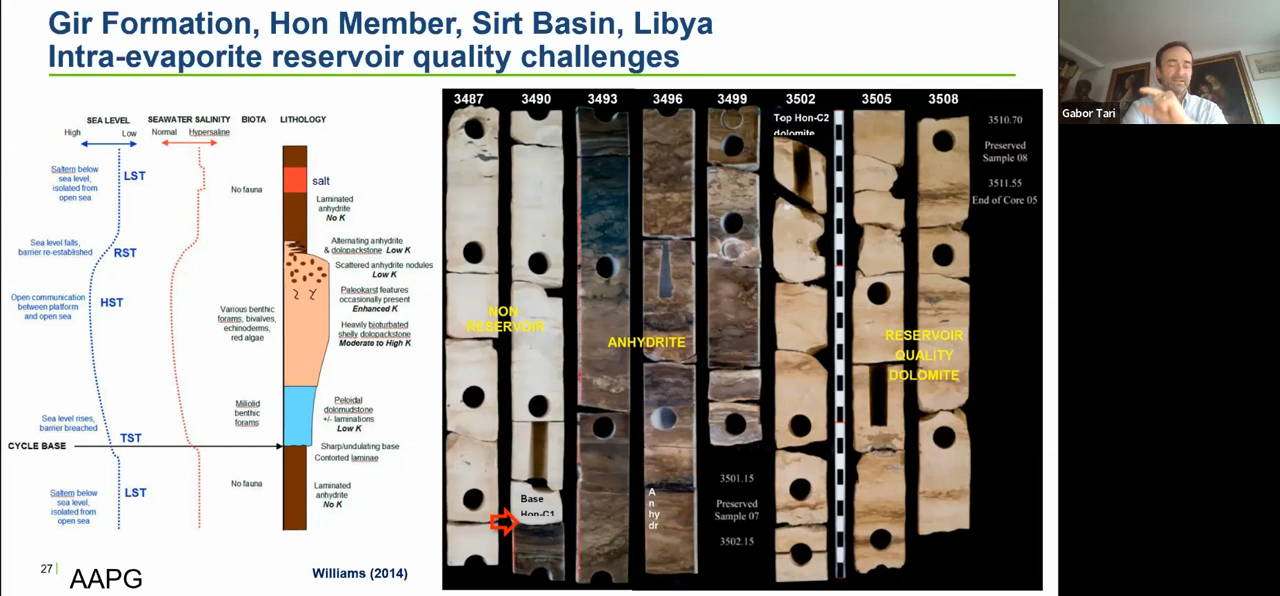 Gir Formation, Hon Member, Sirt Basin, Libya
Intra-evaporite reservoir quality challenges
SEA LEVEL
High
Low
SEAWATER SALINITY
Normal
Hypersaline
BIOTA
LITHOLOGY
Saltern below
sea level,
isolated from
open sea
LST
No fauna
salt
Laminated
anhydrite
No K
Sea level falls,
barrier re-established
RST
Alternating anhydrite
& dolopackstone Low K
Scattered anhydrite nodules
Low K
Open communication
between platform
and open sea
HST
Various benthic
forams, bivalves,
echinoderms,
red algae
Paleokarst features
occasionally present
Enhanced K
Heavily bioturbated
shelly dolopackstone
Moderate to High K
Sea level rises,
barrier breached
TST
Miliolid
benthic
forams
Peloidal
dolomudstone
+/- laminations
Low K
CYCLE BASE
Sharp/undulating base
Contorted laminae
Saltern below
sea level,
isolated from
open sea
LST
No fauna
Laminated
anhydrite
No K
27
AAPG
Williams (2014)
3487
3490
3493
3496
3499
3502
3505
3508
Top Hon-C2
dolomite
NON-
RESERVOIR
ANHYDRITE
RESERVOIR
QUALITY
DOLOMITE
Base
Hon-C1
A
n
hy
dr
3501.15
Preserved
Sample 07
3502.15
3510.70
Preserved
Sample 08
3511.55
End of Core 05
Gabor Tari